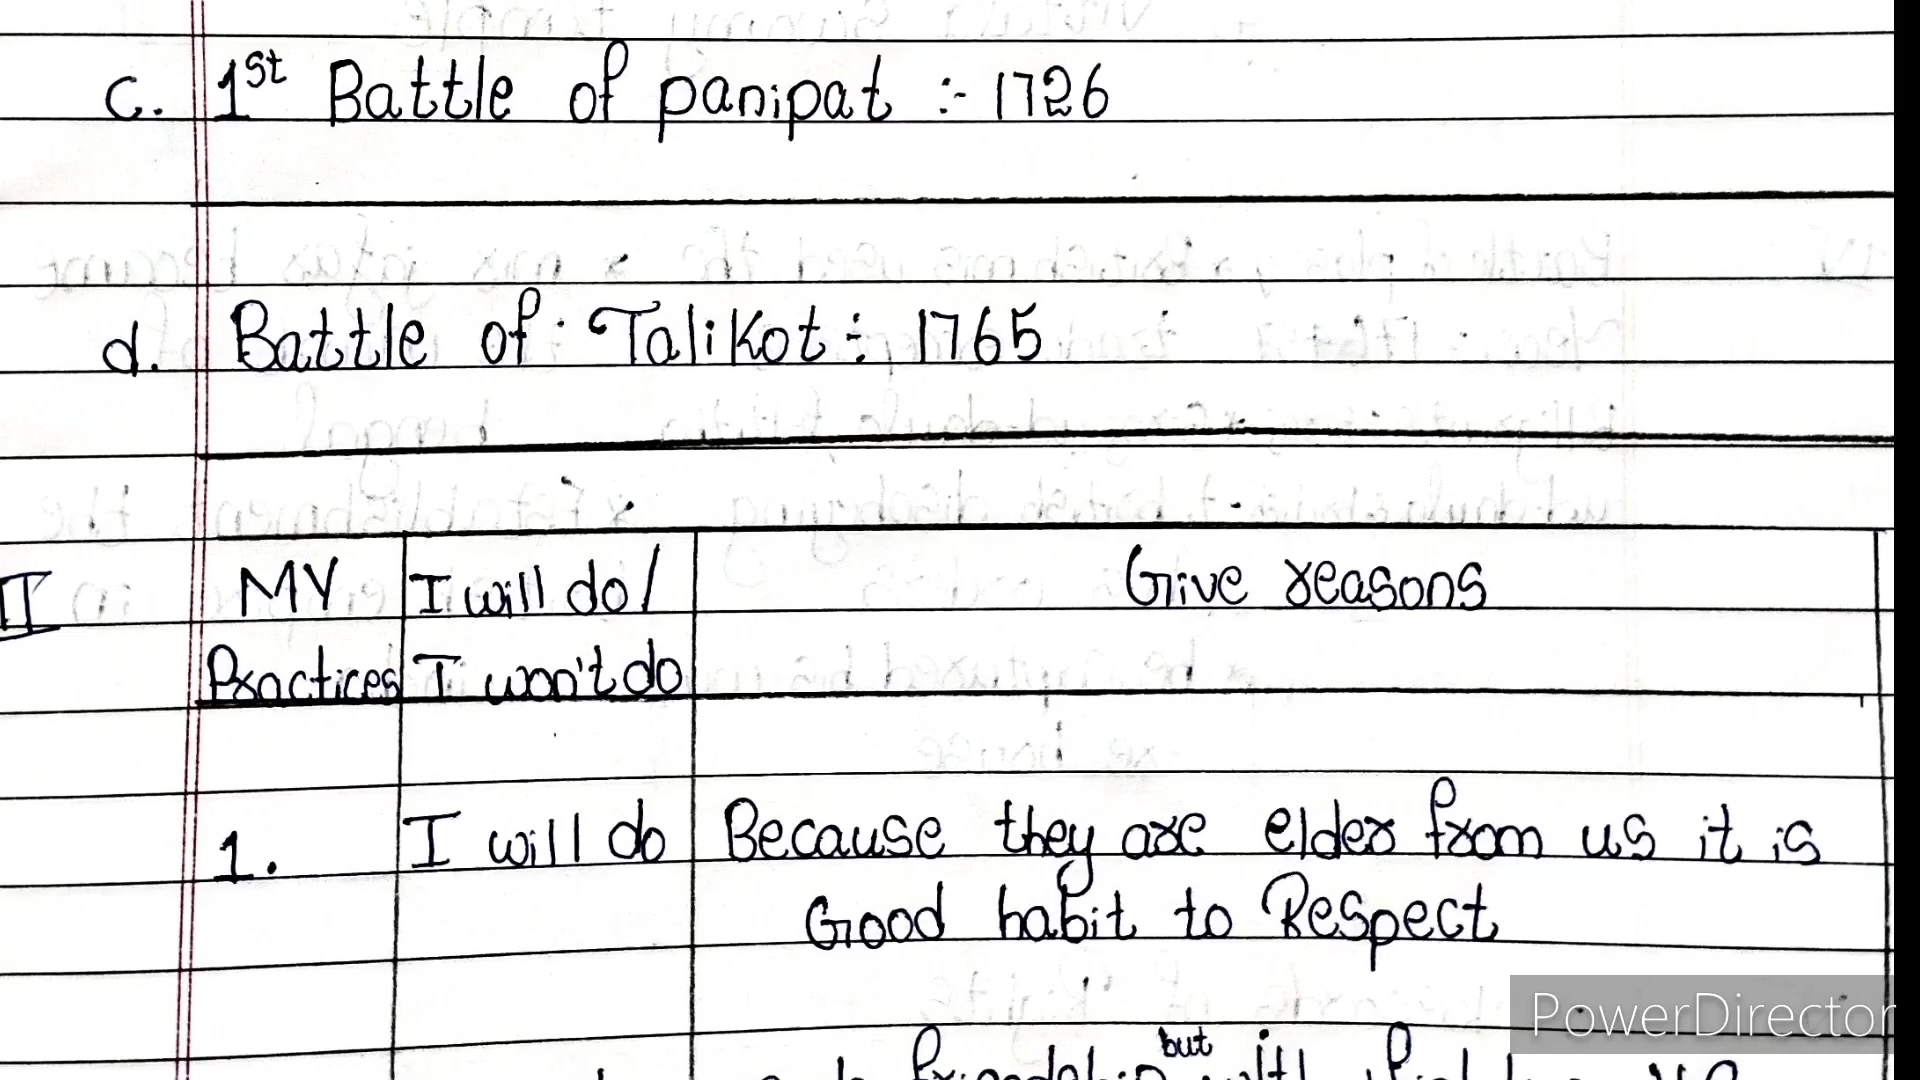 c. 1st Battle of panipat :- 1726
d. Battle of : Talikot : 1765
II MY Practices
I will do / I won't do
Give reasons
1. I will do Because they are elder from us it is
Good habit to Respect
but
PowerDirector